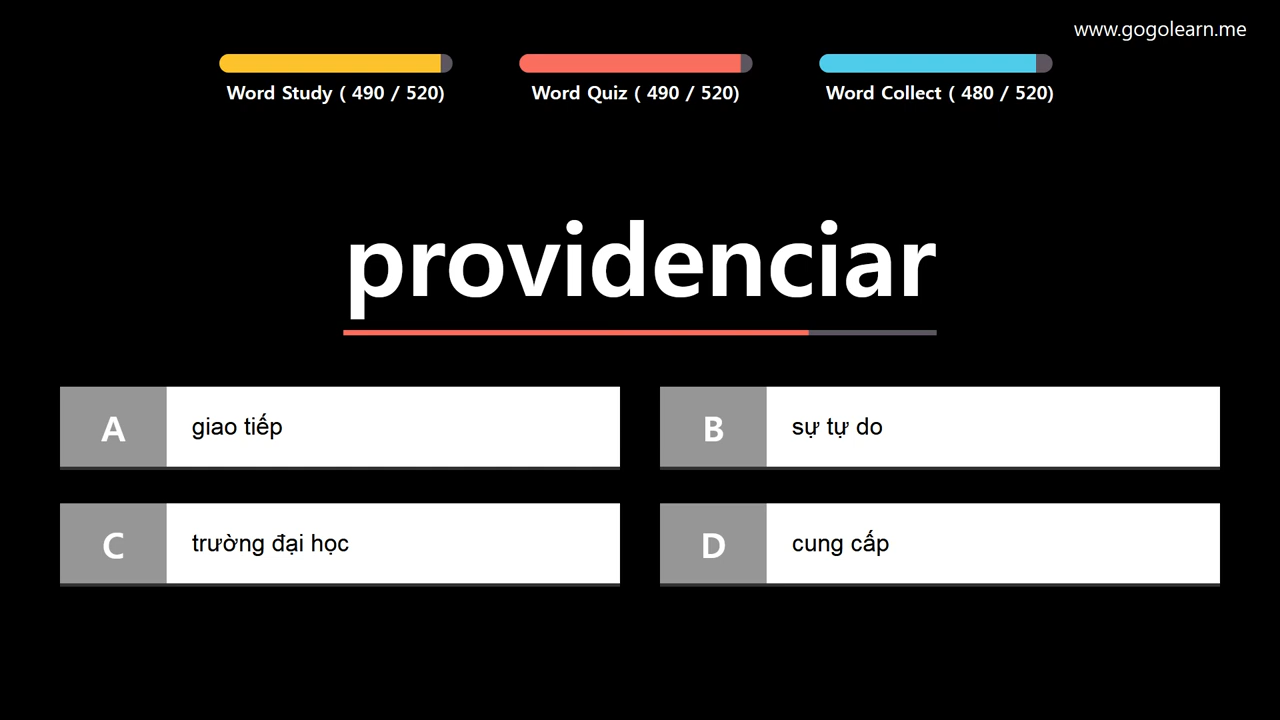 www.gogolearn.me
Word Study ( 490 / 520)
Word Quiz ( 490 / 520)
Word Collect ( 480 / 520)
providenciar
A
giao tiếp
B
sự tự do
C
trường đại học
D
cung cấp